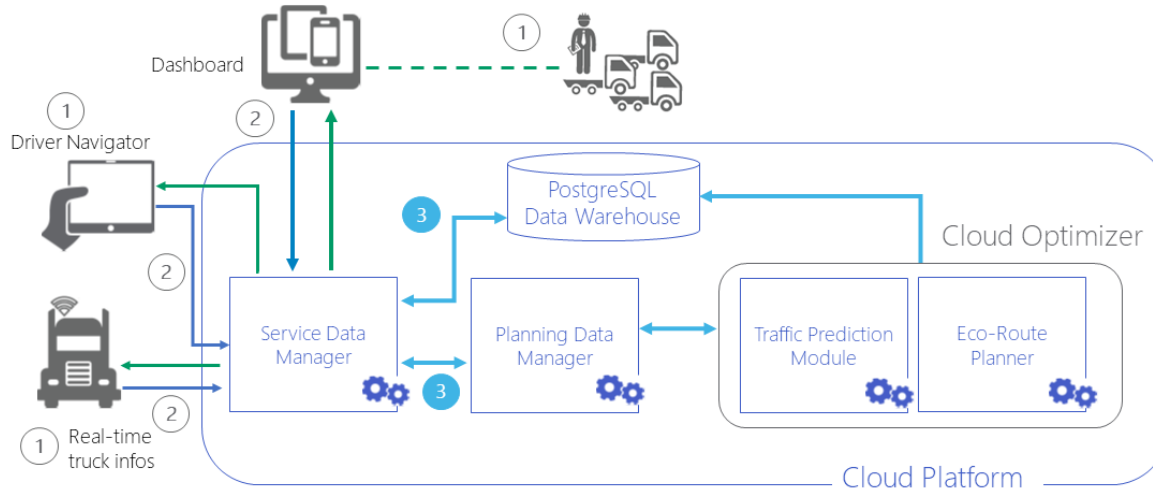 1
Dashboard
1
2
Driver Navigator
PostgreSQL
Data Warehouse
3
Cloud Optimizer
2
Service Data
Manager
Planning Data
Manager
Traffic Prediction
Module
Eco-Route
Planner
3
2
1
Real-time
truck infos
Cloud Platform